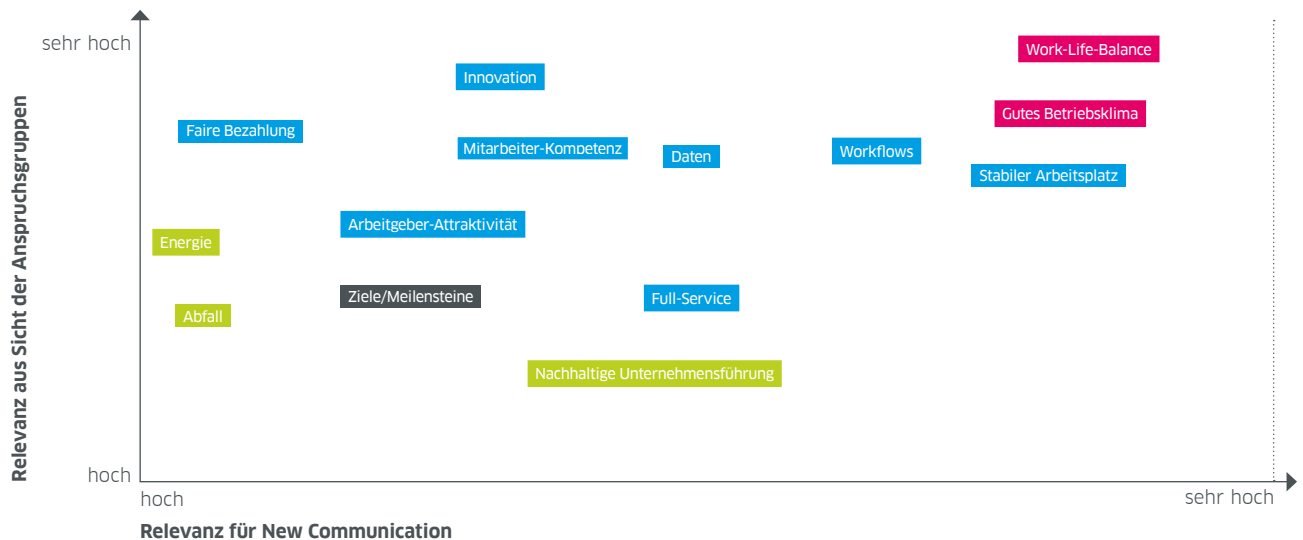 sehr hoch
Work-Life-Balance
Innovation
Gutes Betriebsklima
Faire Bezahlung
Mitarbeiter-Kompetenz
Daten
Workflows
Stabiler Arbeitsplatz
Arbeitgeber-Attraktivität
Energie
Ziele/Meilensteine
Full-Service
Abfall
Nachhaltige Unternehmensführung
Relevanz aus Sicht der Anspruchsgruppen
hoch
hoch
sehr hoch
Relevanz für New Communication